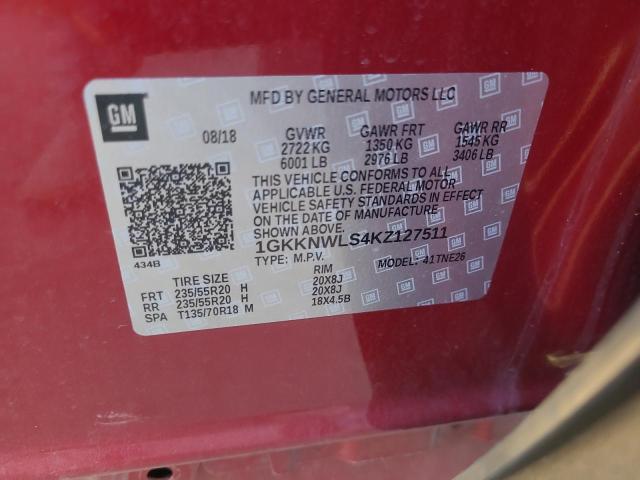 GM
MFD BY GENERAL MOTORS LLC
08/18 GVWR GAWR FRT GAWR RR
2722 KG 1350 KG 1545 KG
6001 LB 2976 LB 3406 LB
THIS VEHICLE CONFORMS TO ALL
APPLICABLE U.S. FEDERAL MOTOR
VEHICLE SAFETY AND THEFT PREVENTION
STANDARDS IN EFFECT ON THE DATE OF MANUFACTURE
SHOWN ABOVE.
1GKKNWLS4KZ127511
434B TYPE: M.P.V. MODEL: 41TNE26
TIRE SIZE RIM
FRT 235/55R20 H 20X8J
RR 235/55R20 H 20X8J
SPA T135/70R18 M 18X4.5B